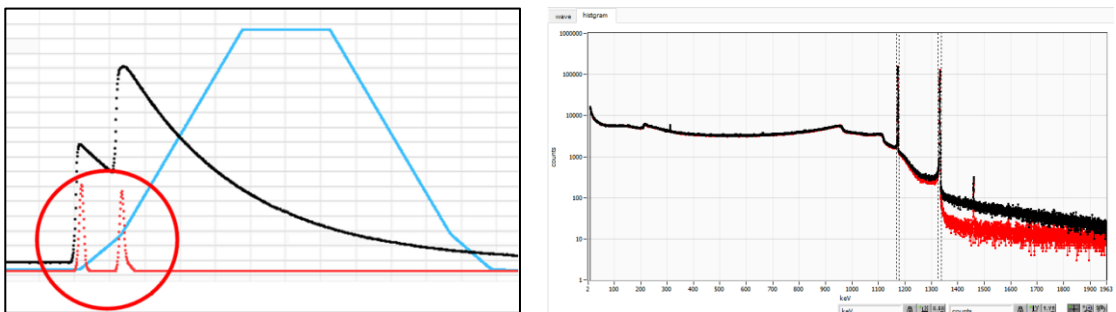 wave histgram
1000000
100000
10000
1000
100
10
1
counts
2 100 200 300 400 500 600 700 800 900 1000 1100 1200 1300 1400 1500 1600 1700 1800 1900 1963
keV
keV counts